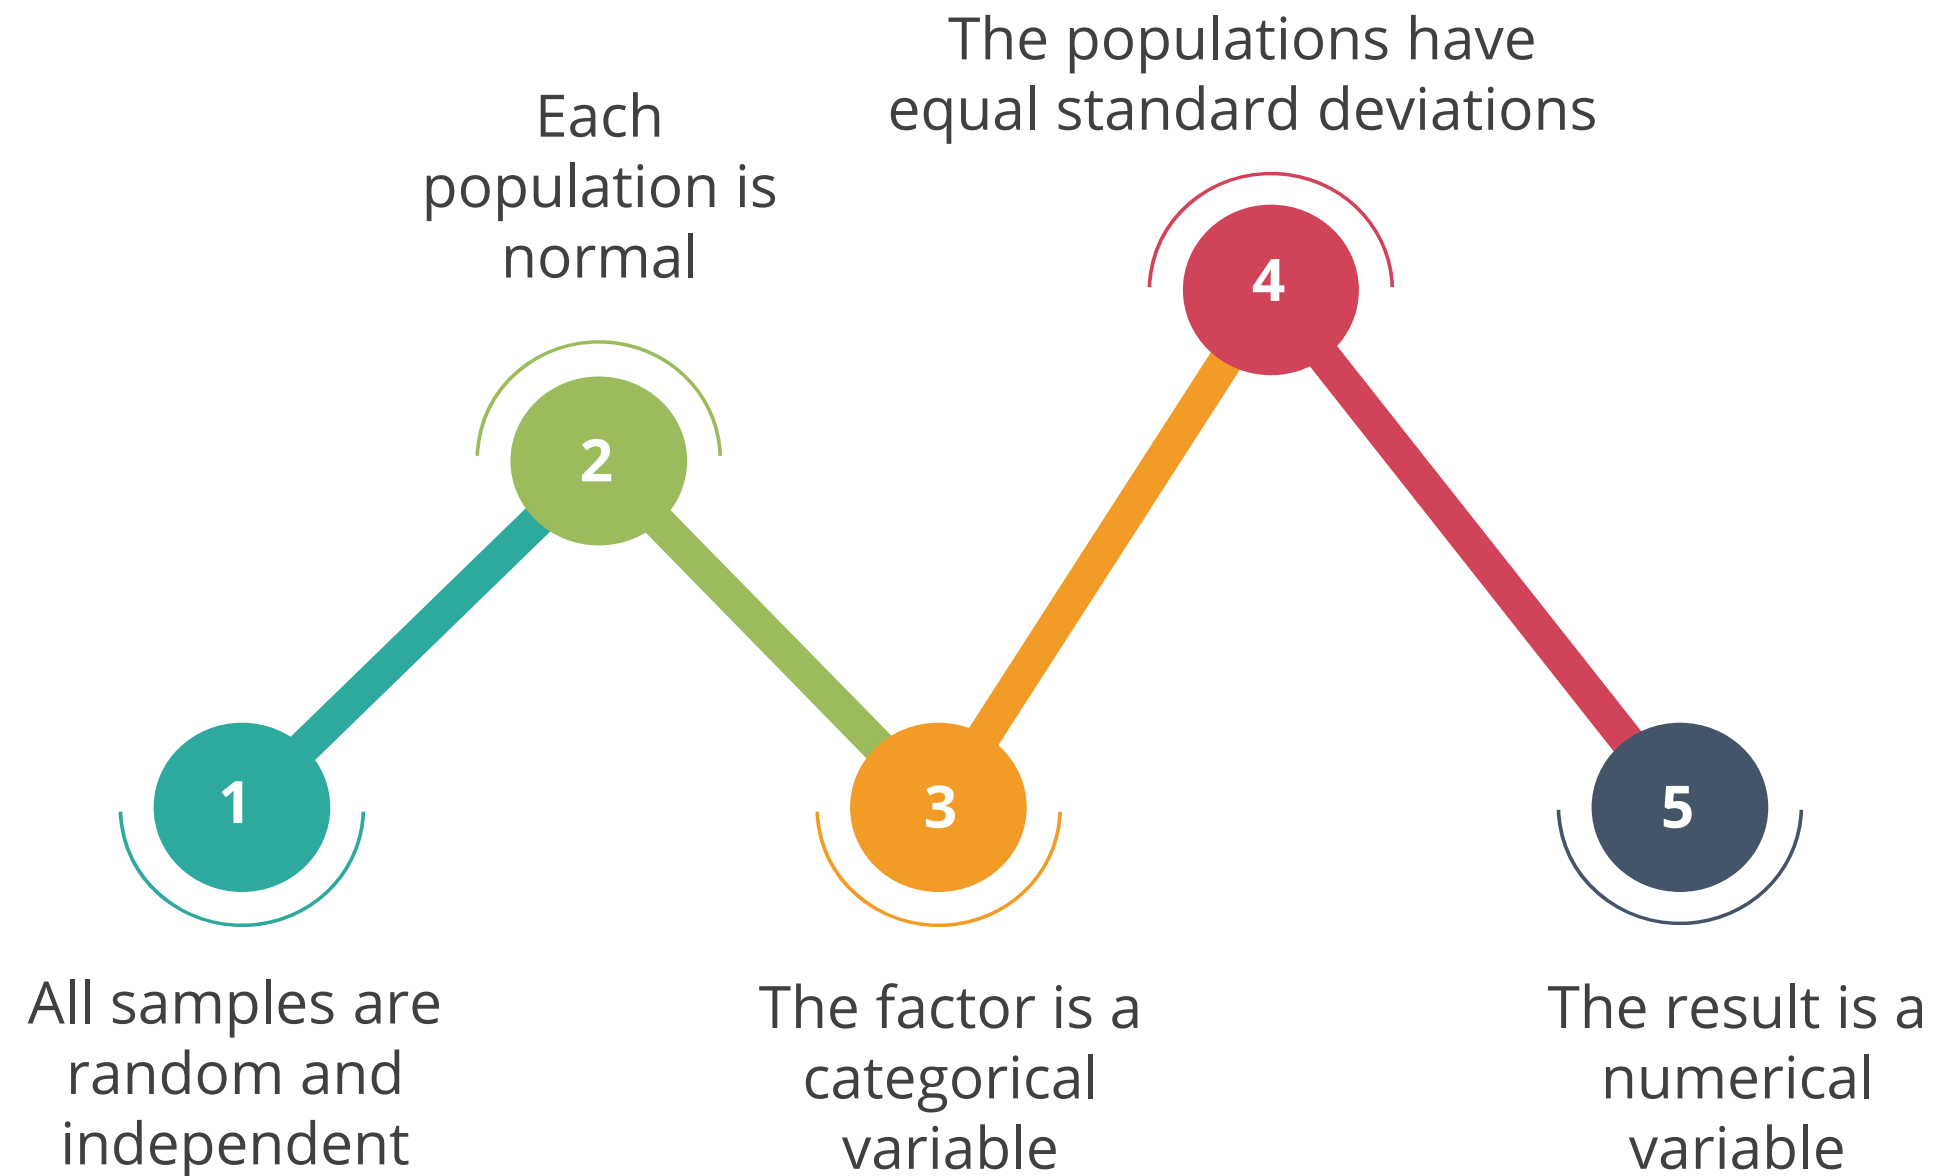 1
All samples are
random and
independent
2
Each
population is
normal
3
The factor is a
categorical
variable
4
The populations have
equal standard deviations
5
The result is a
numerical
variable